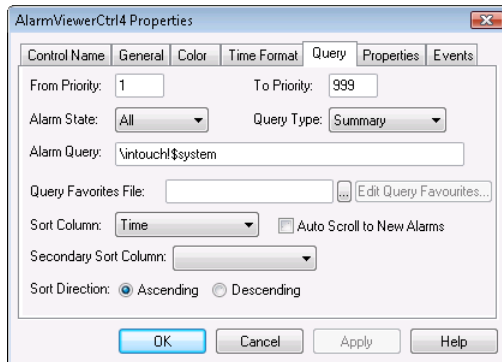 AlarmViewerCtrl4 Properties
Control Name General Color Time Format Query Properties Events
From Priority: 1 To Priority: 999
Alarm State: All Query Type: Summary
Alarm Query: \intouch!$system
Query Favorites File: ... Edit Query Favourites...
Sort Column: Time Auto Scroll to New Alarms
Secondary Sort Column:
Sort Direction: Ascending Descending
OK Cancel Apply Help